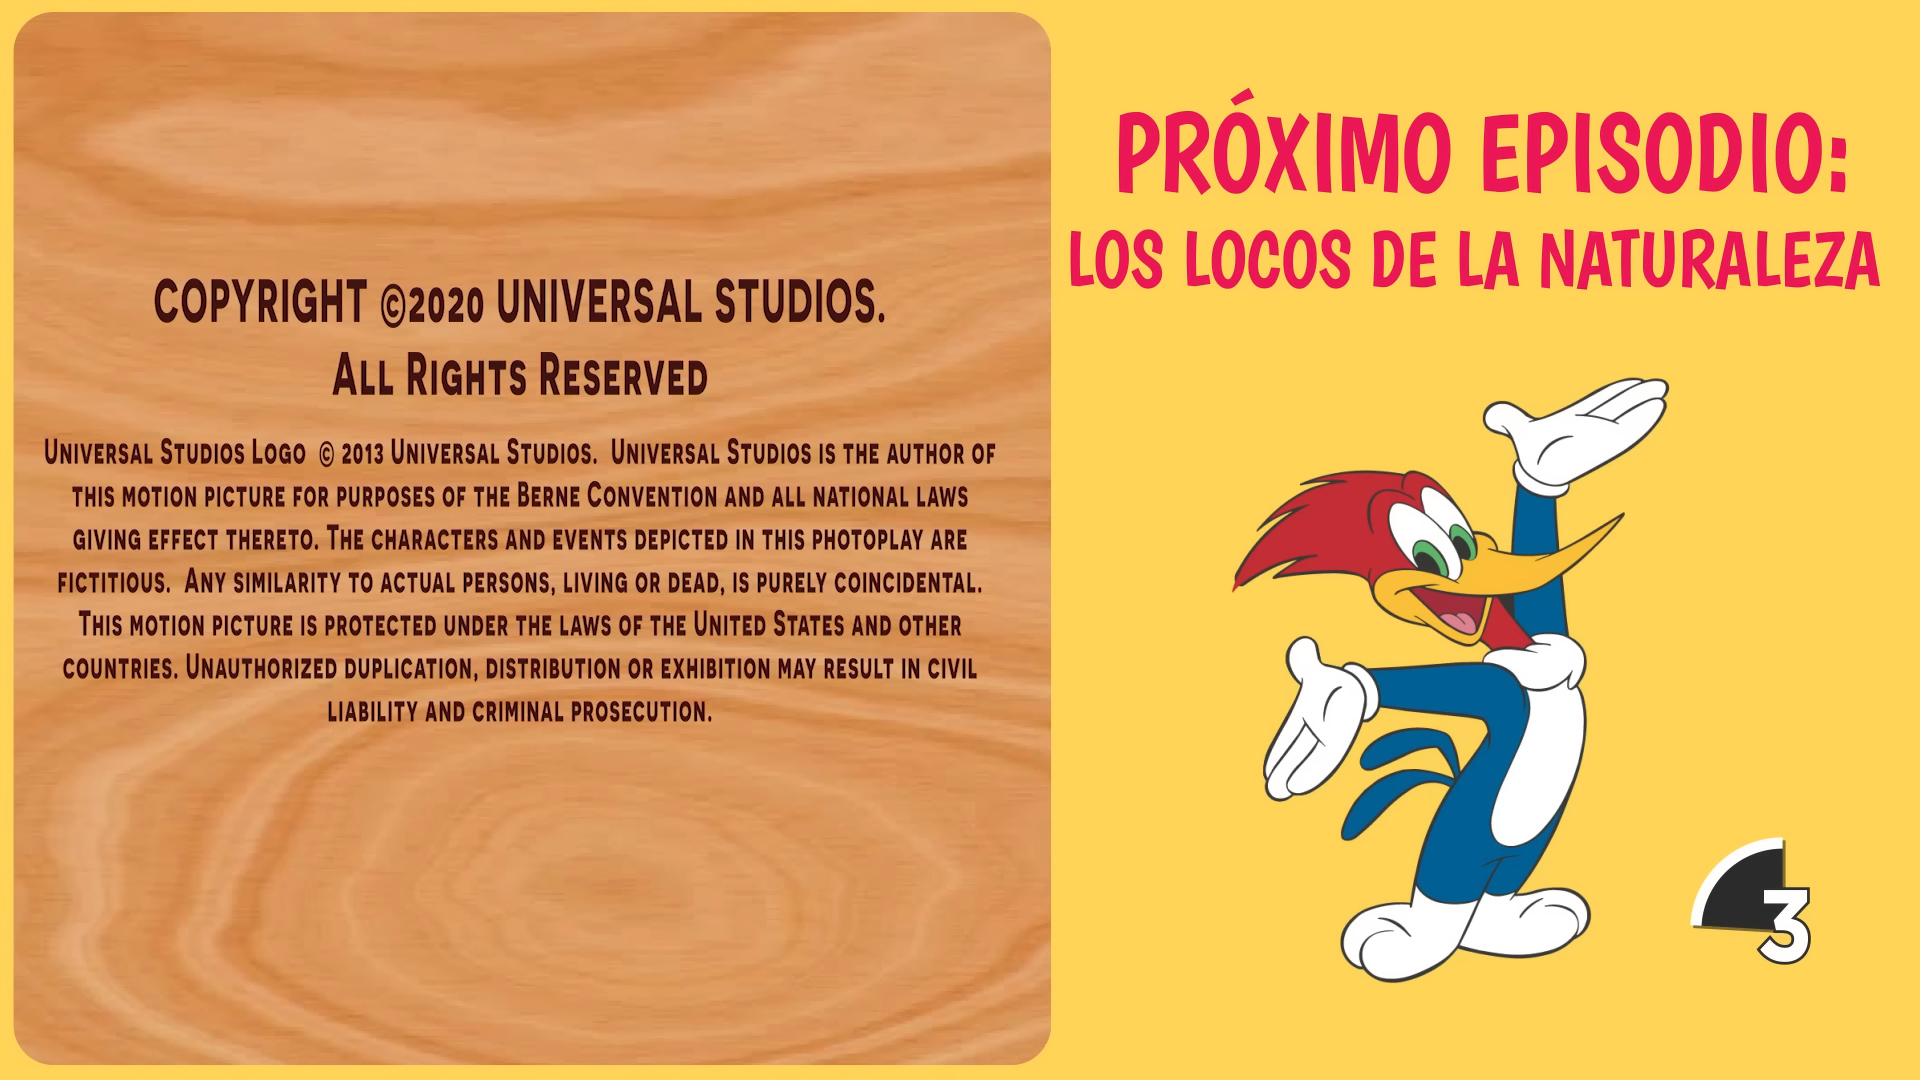 COPYRIGHT ©2020 UNIVERSAL STUDIOS.
ALL RIGHTS RESERVED
UNIVERSAL STUDIOS LOGO © 2013 UNIVERSAL STUDIOS. UNIVERSAL STUDIOS IS THE AUTHOR OF
THIS MOTION PICTURE FOR PURPOSES OF THE BERNE CONVENTION AND ALL NATIONAL LAWS
GIVING EFFECT THERETO. THE CHARACTERS AND EVENTS DEPICTED IN THIS PHOTOPLAY ARE
FICTITIOUS. ANY SIMILARITY TO ACTUAL PERSONS, LIVING OR DEAD, IS PURELY COINCIDENTAL.
THIS MOTION PICTURE IS PROTECTED UNDER THE LAWS OF THE UNITED STATES AND OTHER
COUNTRIES. UNAUTHORIZED DUPLICATION, DISTRIBUTION OR EXHIBITION MAY RESULT IN CIVIL
LIABILITY AND CRIMINAL PROSECUTION.
PRÓXIMO EPISODIO:
LOS LOCOS DE LA NATURALEZA
3